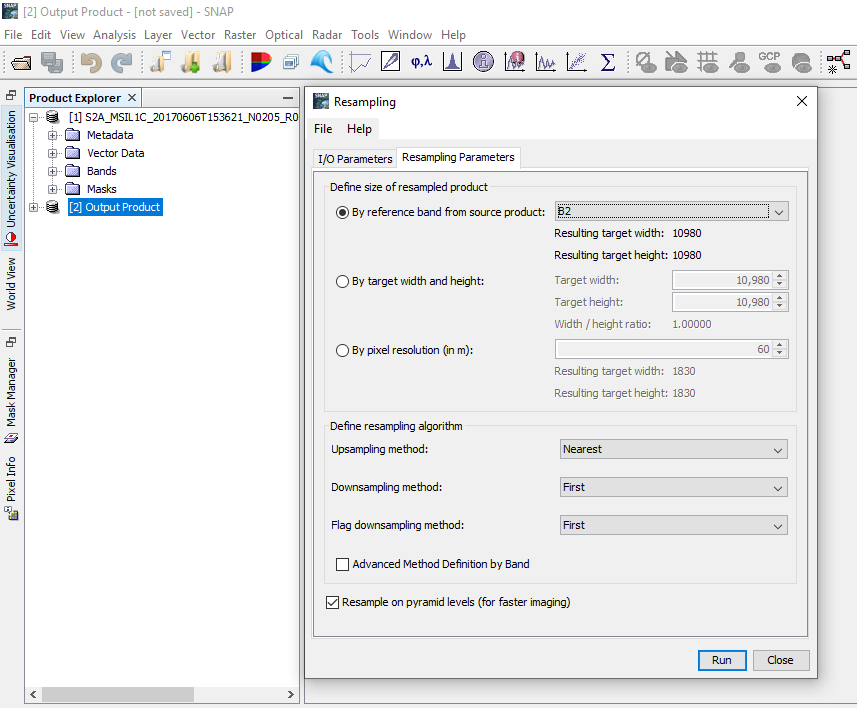 [2] Output Product - [not saved] - SNAP
File Edit View Analysis Layer Vector Raster Optical Radar Tools Window Help
φ,λ Σ GCP
Product Explorer
[1] S2A_MSIL1C_20170606T153621_N0205_R0
Metadata
Vector Data
Bands
Masks
[2] Output Product
Uncertainty Visualisation
World View
Mask Manager
Pixel Info
SNAP
Resampling
File Help
I/O Parameters Resampling Parameters
Define size of resampled product
By reference band from source product: B2
Resulting target width: 10980
Resulting target height: 10980
By target width and height: Target width: 10,980
Target height: 10,980
Width / height ratio: 1.00000
By pixel resolution (in m): 60
Resulting target width: 1830
Resulting target height: 1830
Define resampling algorithm
Upsampling method: Nearest
Downsampling method: First
Flag downsampling method: First
Advanced Method Definition by Band
Resample on pyramid levels (for faster imaging)
Run Close